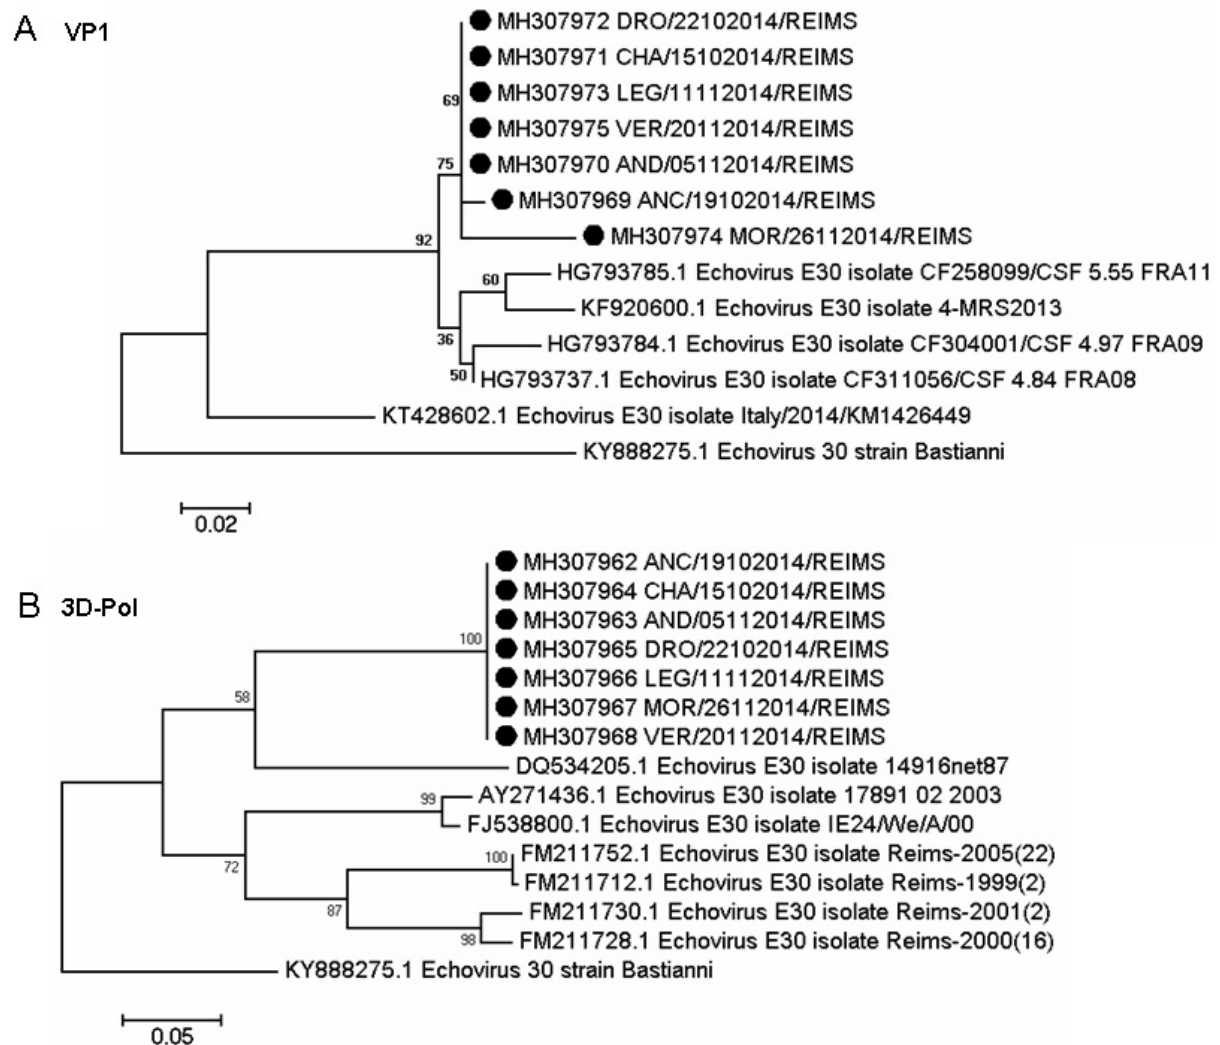 A VP1
MH307972 DRO/22102014/REIMS
MH307971 CHA/15102014/REIMS
69
MH307973 LEG/11112014/REIMS
MH307975 VER/20112014/REIMS
75
MH307970 AND/05112014/REIMS
MH307969 ANC/19102014/REIMS
92
MH307974 MOR/26112014/REIMS
HG793785.1 Echovirus E30 isolate CF258099/CSF 5.55 FRA11
60
KF920600.1 Echovirus E30 isolate 4-MRS2013
36
HG793784.1 Echovirus E30 isolate CF304001/CSF 4.97 FRA09
50
HG793737.1 Echovirus E30 isolate CF311056/CSF 4.84 FRA08
KT428602.1 Echovirus E30 isolate Italy/2014/KM1426449
KY888275.1 Echovirus 30 strain Bastianni
0.02
B 3D-Pol
MH307962 ANC/19102014/REIMS
MH307964 CHA/15102014/REIMS
MH307963 AND/05112014/REIMS
100
MH307965 DRO/22102014/REIMS
MH307966 LEG/11112014/REIMS
58
MH307967 MOR/26112014/REIMS
MH307968 VER/20112014/REIMS
DQ534205.1 Echovirus E30 isolate 14916net87
99
AY271436.1 Echovirus E30 isolate 17891 02 2003
FJ538800.1 Echovirus E30 isolate IE24/We/A/00
72
100
FM211752.1 Echovirus E30 isolate Reims-2005(22)
FM211712.1 Echovirus E30 isolate Reims-1999(2)
87
FM211730.1 Echovirus E30 isolate Reims-2001(2)
98
FM211728.1 Echovirus E30 isolate Reims-2000(16)
KY888275.1 Echovirus 30 strain Bastianni
0.05